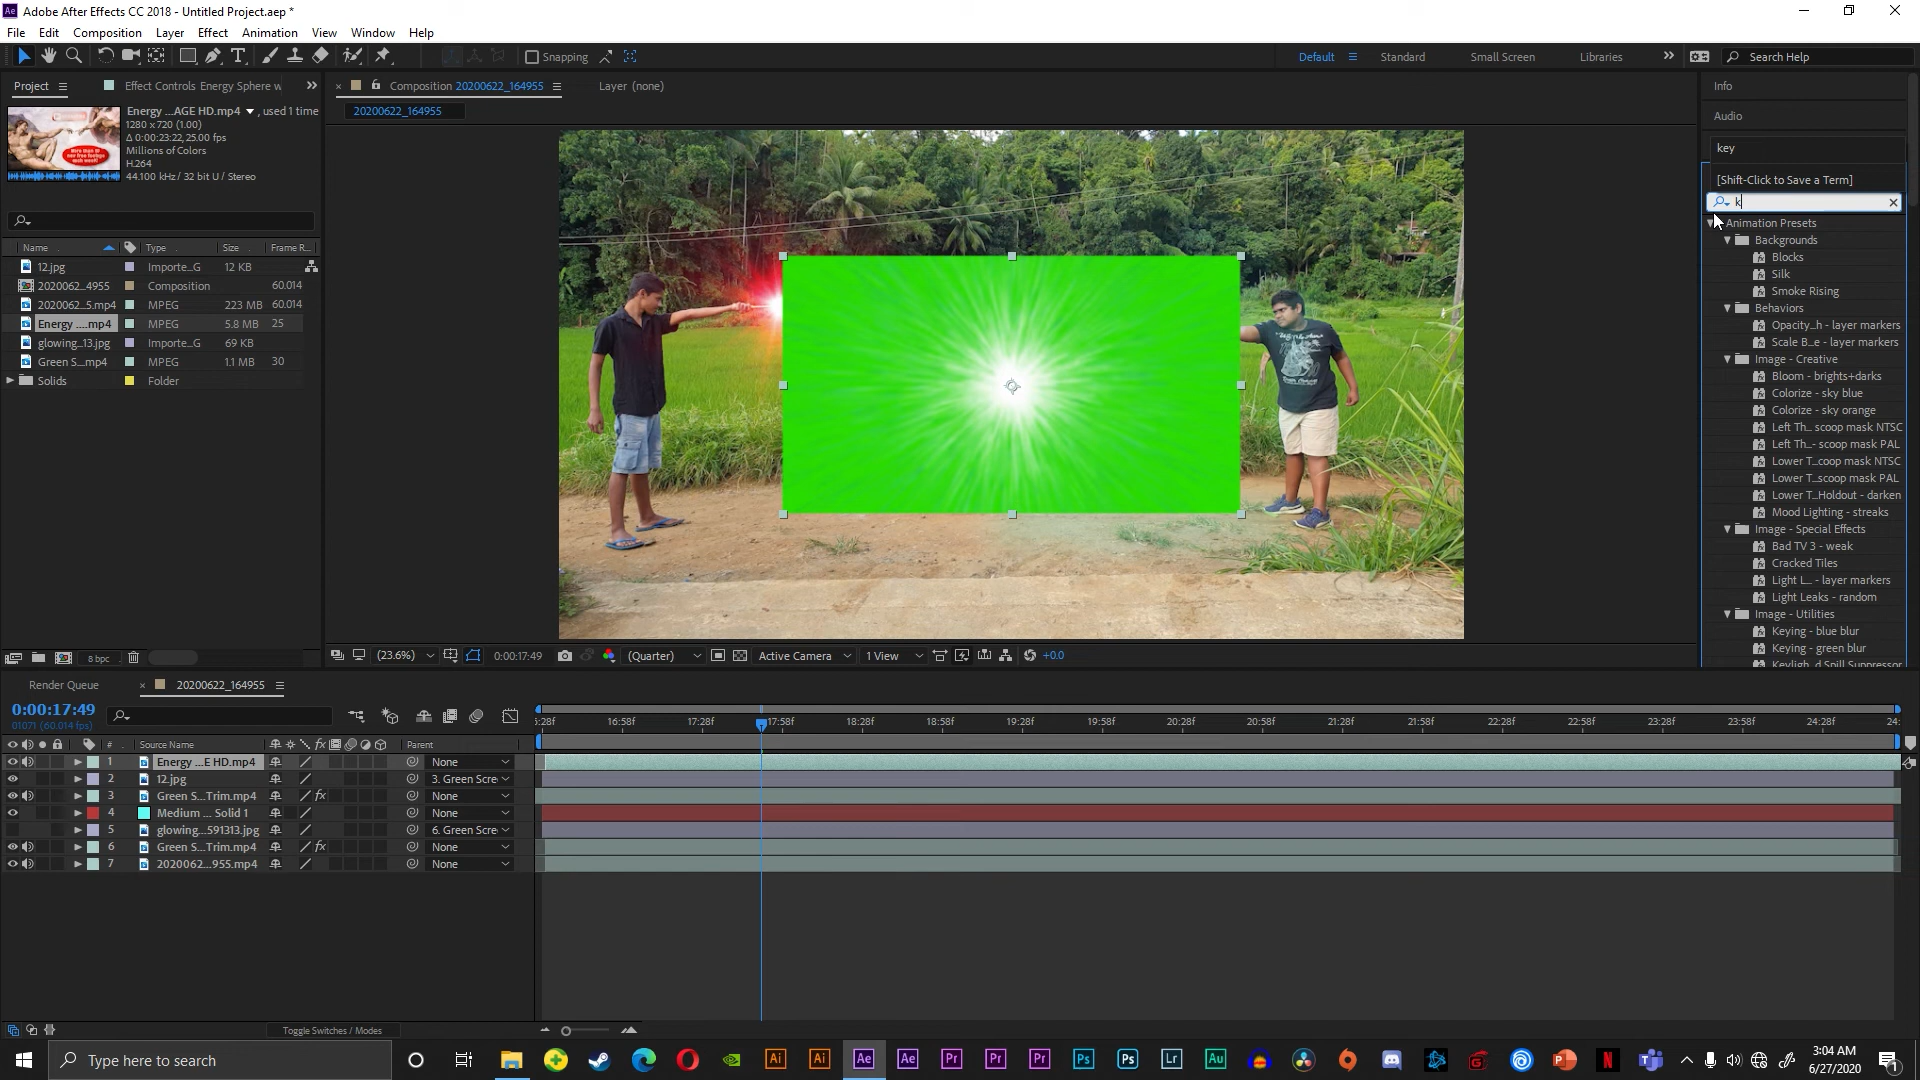 Adobe After Effects CC 2018 - Untitled Project.aep *
File Edit Composition Layer Effect Animation View Window Help
Snapping
Default Standard Small Screen Libraries Search Help
Project Effect Controls Energy Sphere w
Composition 20200622_164955 Layer (none)
20200622_164955
Energy ...AGE HD.mp4 , used 1 time
1280 x 720 (1.00)
Δ 0:00:23:22, 25.00 fps
Millions of Colors
H.264
44.100 kHz / 32 bit U / Stereo
Name Type Size Frame R...
12.jpg Importe...G 12 KB
2020062...4955 Composition 60.014
2020062...5.mp4 MPEG 223 MB 60.014
Energy ....mp4 MPEG 5.8 MB 25
glowing...13.jpg Importe...G 69 KB
Green S...mp4 MPEG 1.1 MB 30
Solids Folder
8 bpc
(23.6%) 0:00:17:49 (Quarter) Active Camera 1 View +0.0
Info
Audio
key
[Shift-Click to Save a Term]
k
Animation Presets
Backgrounds
Blocks
Silk
Smoke Rising
Behaviors
Opacity...h - layer markers
Scale B...e - layer markers
Image - Creative
Bloom - brights+darks
Colorize - sky blue
Colorize - sky orange
Left Th... scoop mask NTSC
Left Th...- scoop mask PAL
Lower T...coop mask NTSC
Lower T...scoop mask PAL
Lower T...Holdout - darken
Mood Lighting - streaks
Image - Special Effects
Bad TV 3 - weak
Cracked Tiles
Light L... - layer markers
Light Leaks - random
Image - Utilities
Keying - blue blur
Keying - green blur
Keyligh...d Spill Suppressor
Render Queue 20200622_164955
0:00:17:49
01071 (60.014 fps)
16:58f 17:28f 17:58f 18:28f 18:58f 19:28f 19:58f 20:28f 20:58f 21:28f 21:58f 22:28f 22:58f 23:28f 23:58f 24:28f
# Source Name Parent
1 Energy ...E HD.mp4 None
2 12.jpg 3. Green Scre
3 Green S...Trim.mp4 None
4 Medium ... Solid 1 None
5 glowing...591313.jpg 6. Green Scre
6 Green S...Trim.mp4 None
7 2020062...955.mp4 None
Toggle Switches / Modes
Type here to search
3:04 AM
6/27/2020